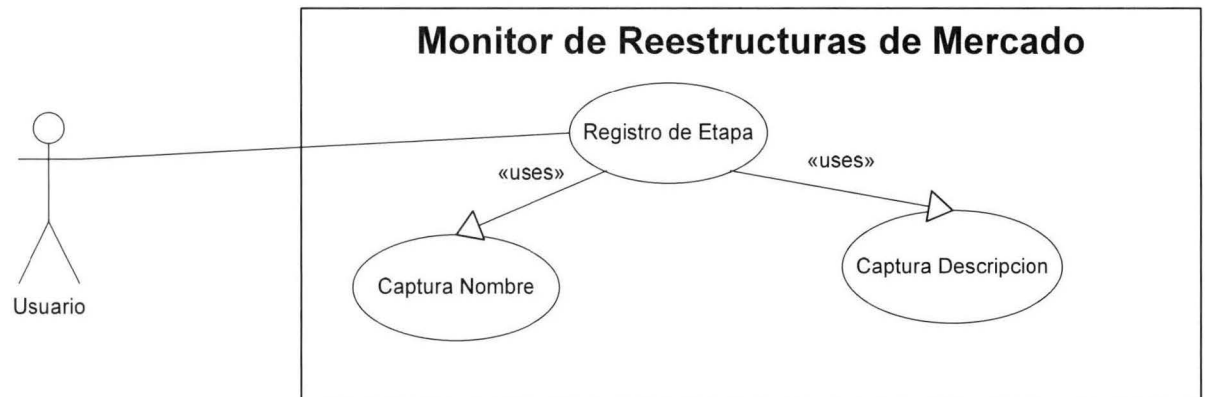 Monitor de Reestructuras de Mercado
Registro de Etapa
«uses»
«uses»
Captura Nombre
Captura Descripcion
Usuario